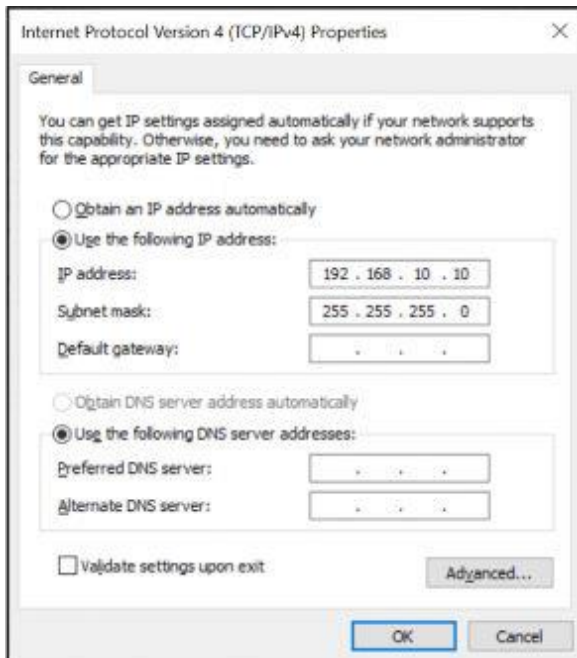 Internet Protocol Version 4 (TCP/IPv4) Properties
General
You can get IP settings assigned automatically if your network supports
this capability. Otherwise, you need to ask your network administrator
for the appropriate IP settings.
Obtain an IP address automatically
Use the following IP address:
IP address: 192 . 168 . 10 . 10
Subnet mask: 255 . 255 . 255 . 0
Default gateway: . . .
Obtain DNS server address automatically
Use the following DNS server addresses:
Preferred DNS server: . . .
Alternate DNS server: . . .
Validate settings upon exit
Advanced...
OK Cancel